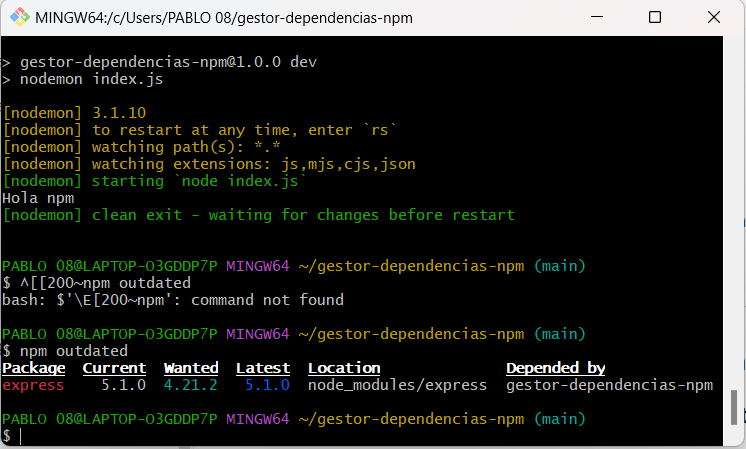 MINGW64:/c/Users/PABLO 08/gestor-dependencias-npm
> gestor-dependencias-npm@1.0.0 dev
> nodemon index.js
[nodemon] 3.1.10
[nodemon] to restart at any time, enter `rs`
[nodemon] watching path(s): *.*
[nodemon] watching extensions: js,mjs,cjs,json
[nodemon] starting `node index.js`
Hola npm
[nodemon] clean exit - waiting for changes before restart
PABLO 08@LAPTOP-O3GDDP7P MINGW64 ~/gestor-dependencias-npm (main)
$ ^[[200~npm outdated
bash: $'\E[200~npm': command not found
PABLO 08@LAPTOP-O3GDDP7P MINGW64 ~/gestor-dependencias-npm (main)
$ npm outdated
Package  Current  Wanted  Latest  Location              Depended by
express    5.1.0  4.21.2   5.1.0  node_modules/express  gestor-dependencias-npm
PABLO 08@LAPTOP-O3GDDP7P MINGW64 ~/gestor-dependencias-npm (main)
$